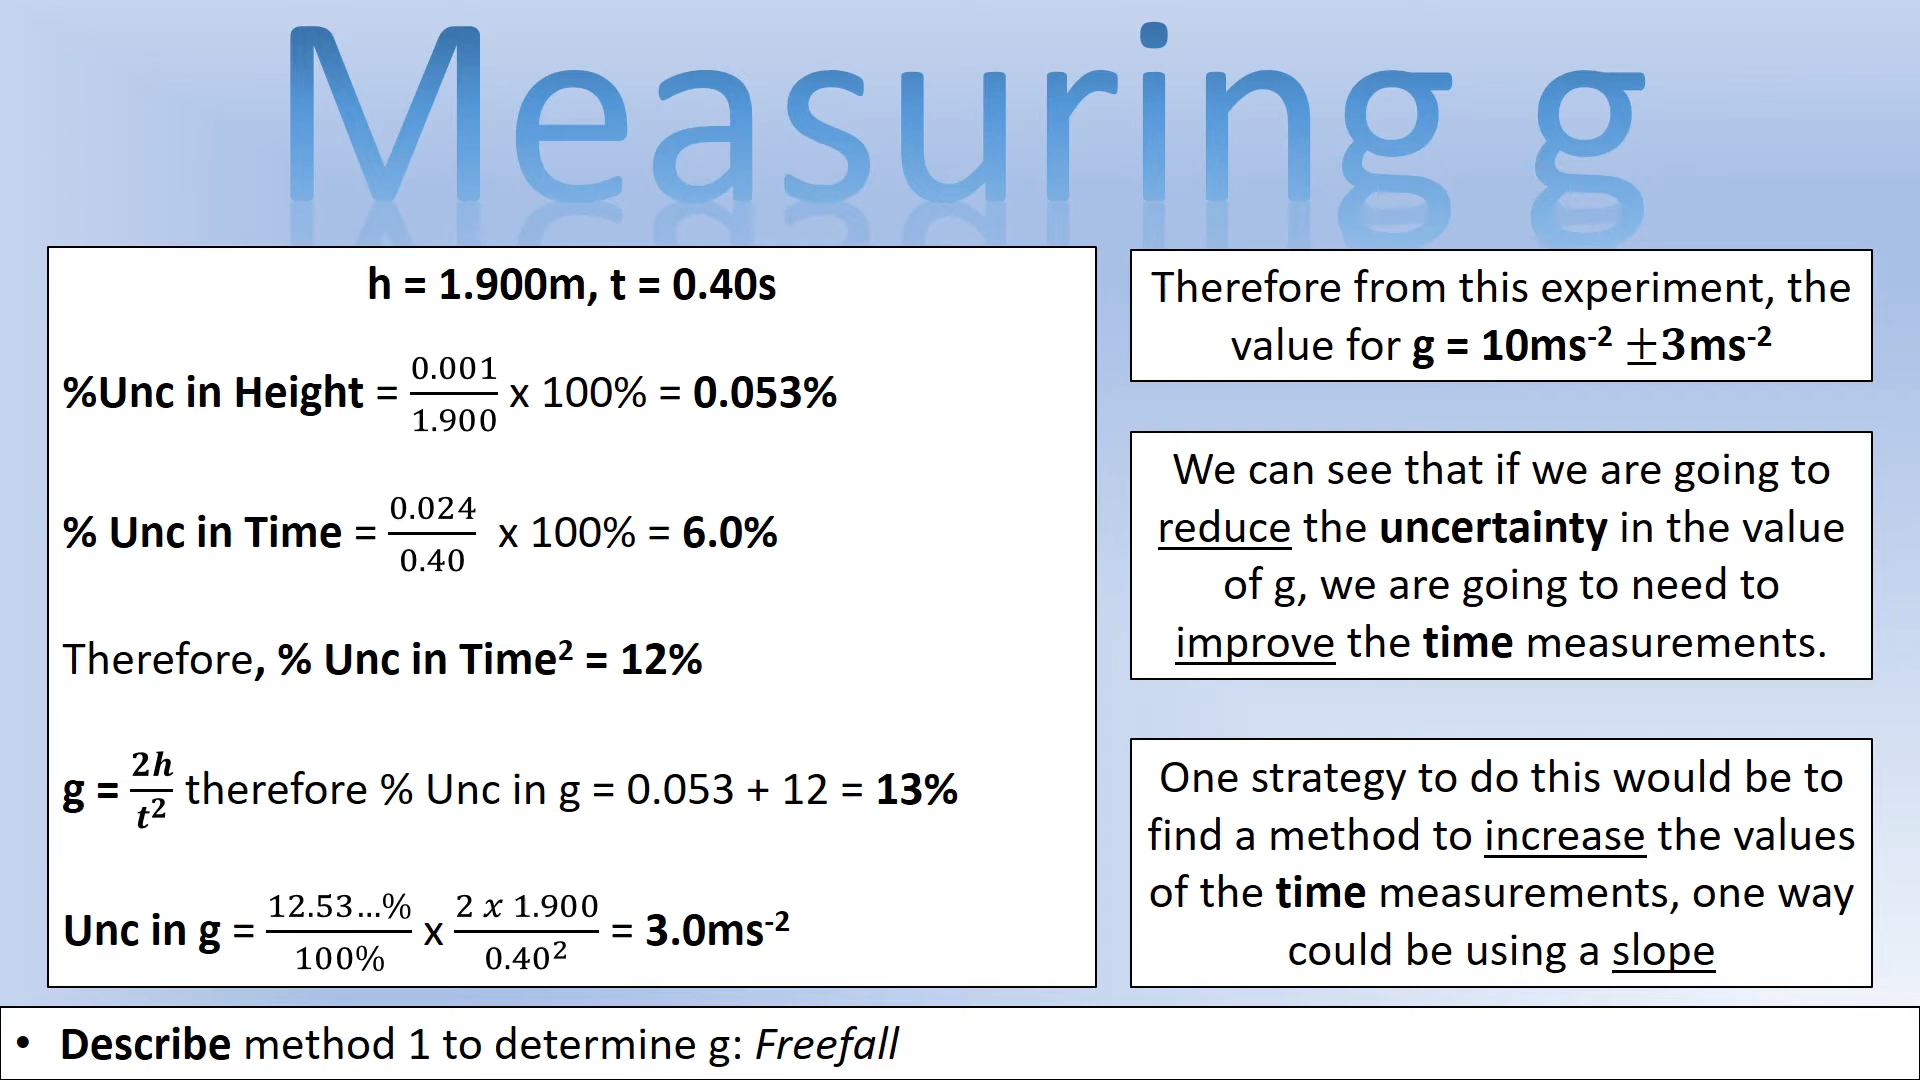 Measuring g
h = 1.900m, t = 0.40s
%Unc in Height = 0.001/1.900 x 100% = 0.053%
% Unc in Time = 0.024/0.40 x 100% = 6.0%
Therefore, % Unc in Time² = 12%
g = 2h/t² therefore % Unc in g = 0.053 + 12 = 13%
Unc in g = 12.53...%/100% x 2 x 1.900/0.40² = 3.0ms⁻²
Therefore from this experiment, the
value for g = 10ms⁻² ±3ms⁻²
We can see that if we are going to
reduce the uncertainty in the value
of g, we are going to need to
improve the time measurements.
One strategy to do this would be to
find a method to increase the values
of the time measurements, one way
could be using a slope
• Describe method 1 to determine g: Freefall